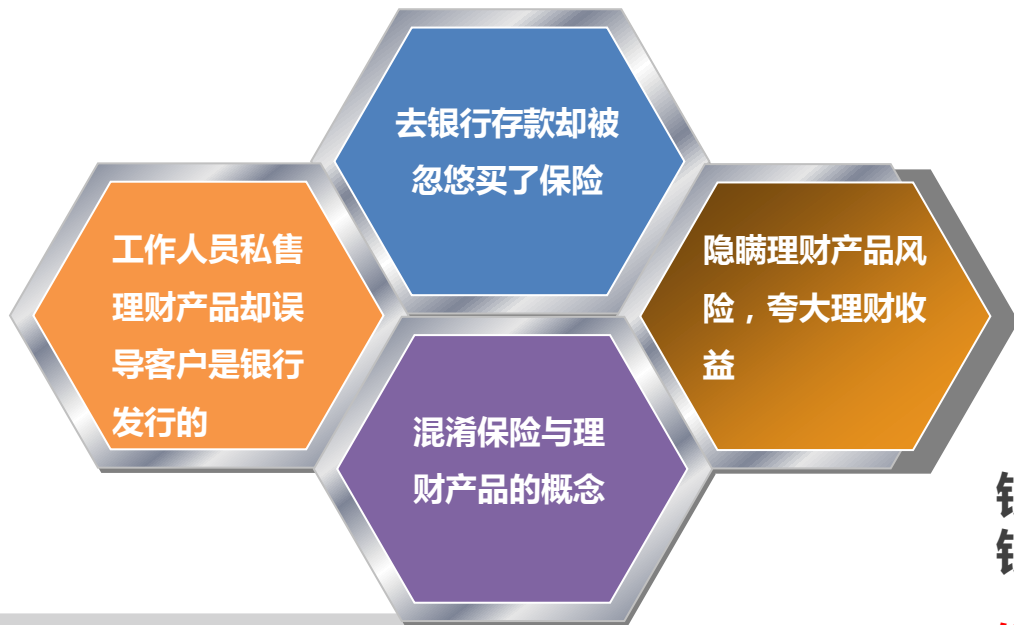 去银行存款却被
忽悠买了保险
工作人员私售
理财产品却误
导客户是银行
发行的
隐瞒理财产品风
险，夸大理财收
益
混淆保险与理
财产品的概念